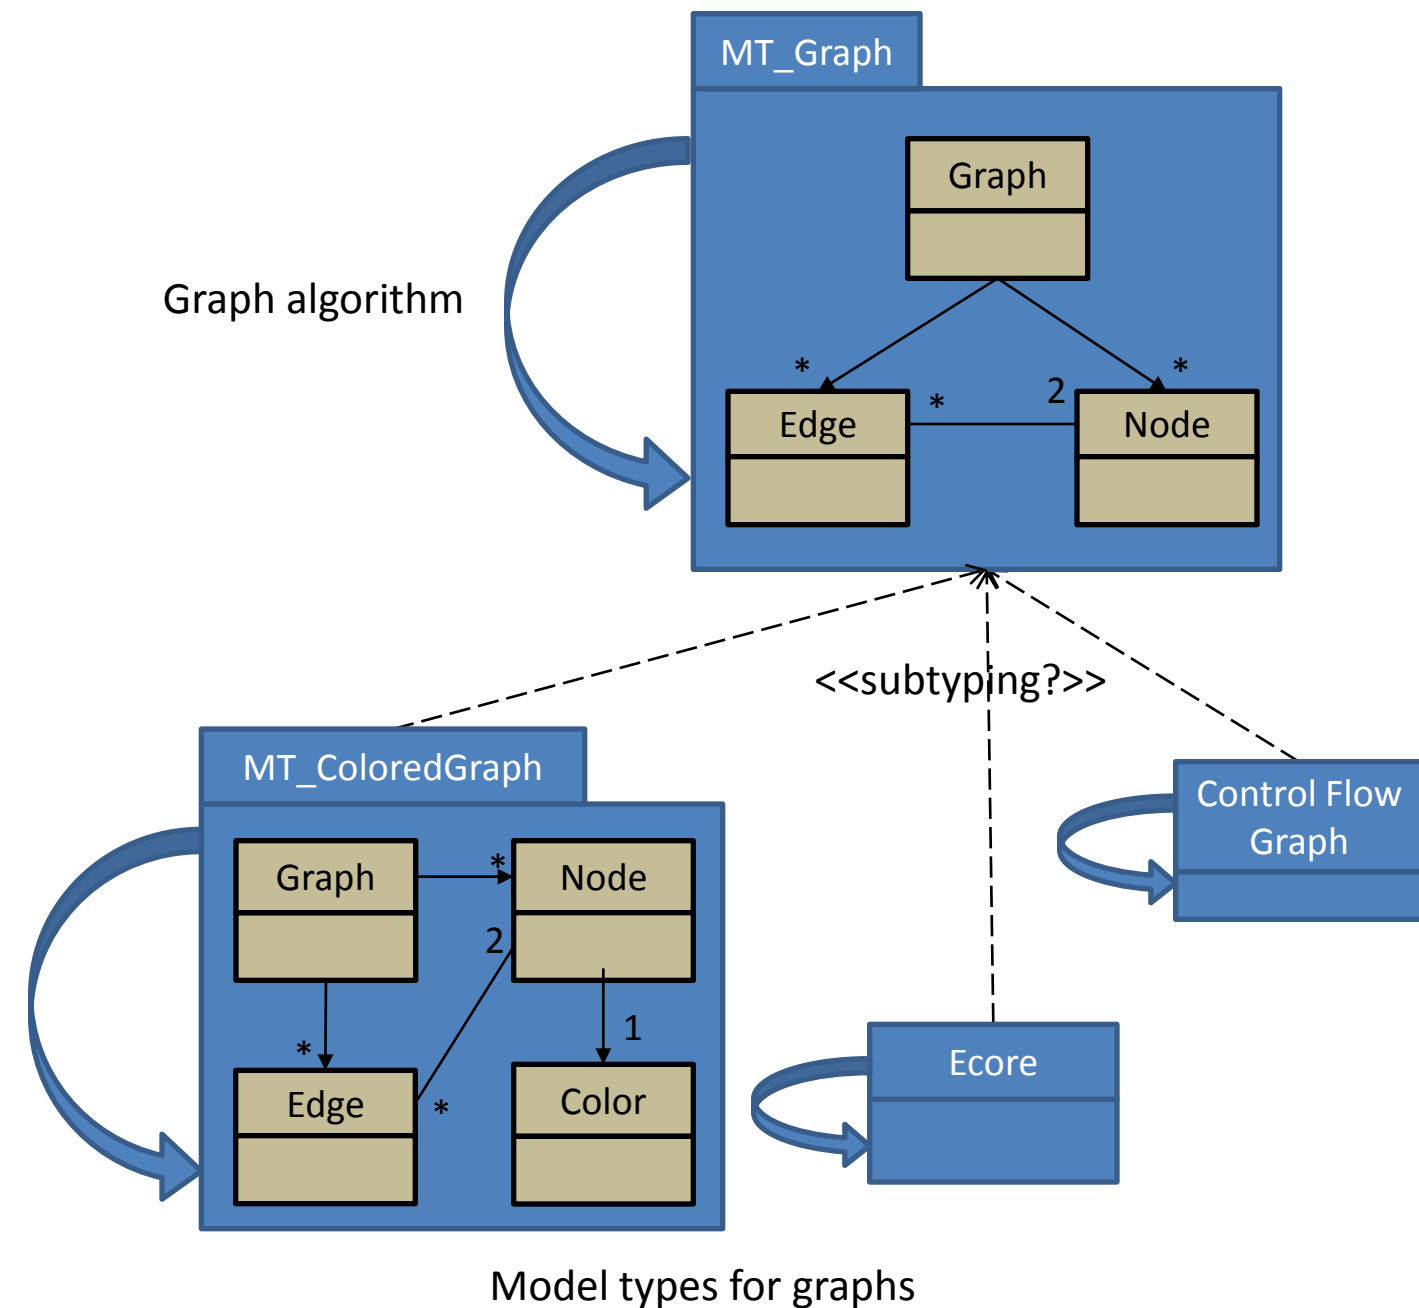 MT_Graph
Graph
Graph algorithm
* *
Edge * 2 Node
<<subtyping?>>
MT_ColoredGraph
Control Flow
Graph
Graph * Node
2
1
*
Edge * Color
Ecore
Model types for graphs